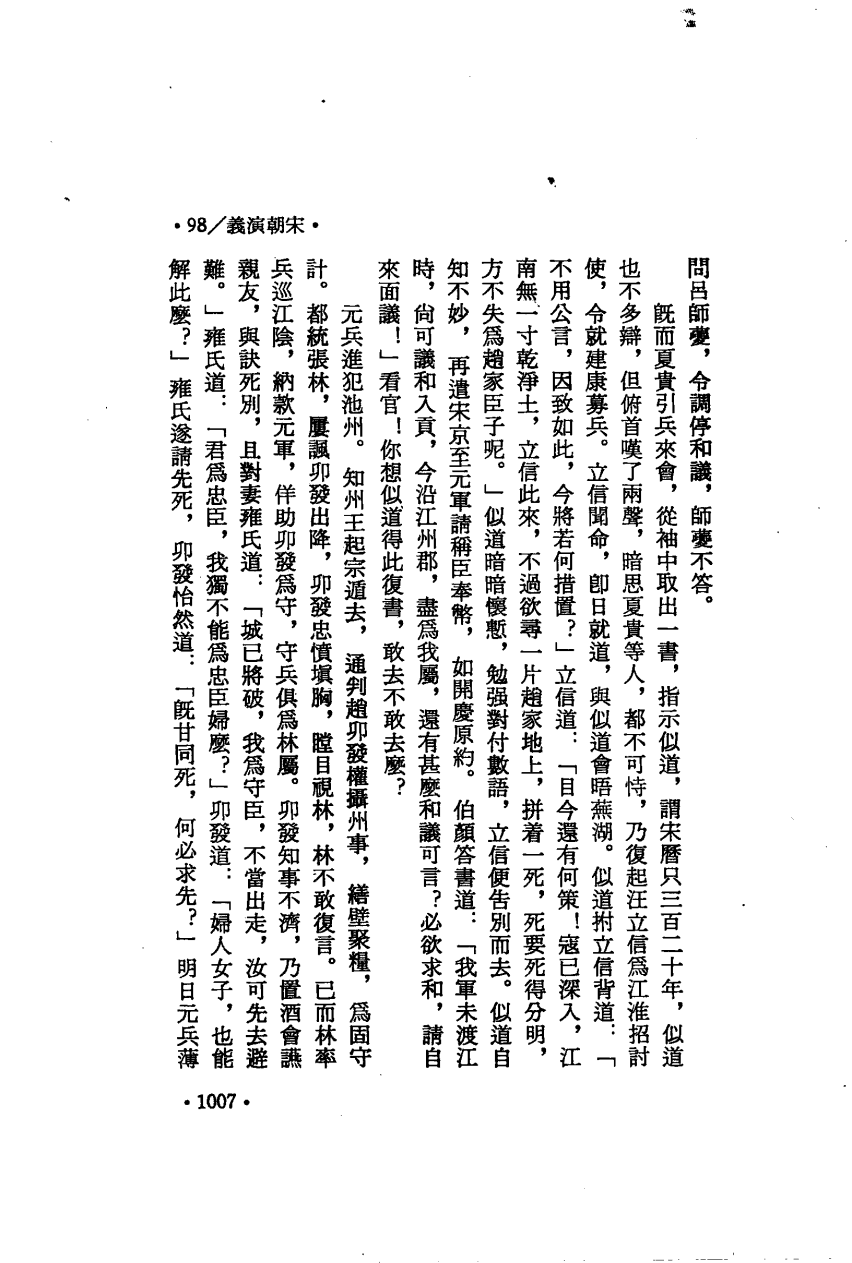 •宋朝演義／98•
問呂師夔，令調停和議，師夔不答。
既而夏貴引兵來會，從袖中取出一書，指示似道，謂宋曆只三百二十年，似道
也不多辯，但俯首嘆了兩聲，暗思夏貴等人，都不可恃，乃復起汪立信為江淮招討
使，令就建康募兵。立信聞命，卽日就道，與似道會晤蕪湖。似道拊立信背道：「
不用公言，因致如此，今將若何措置？」立信道：「目今還有何策！寇已深入，江
南無一寸乾淨土，立信此來，不過欲尋一片趙家地上，拼着一死，死要死得分明，
方不失為趙家臣子呢。」似道暗暗懷慙，勉强對付數語，立信便告別而去。似道自
知不妙，再遣宋京至元軍請稱臣奉幣，如開慶原約。伯顏答書道：「我軍未渡江
時，尙可議和入貢，今沿江州郡，盡為我屬，還有甚麼和議可言？必欲求和，請自
來面議！」看官！你想似道得此復書，敢去不敢去麼？
元兵進犯池州。知州王起宗遁去，通判趙卯發權攝州事，繕壁聚糧，為固守
計。都統張林，屢諷卯發出降，卯發忠憤塡胸，瞠目視林，林不敢復言。已而林率
兵巡江陰，納款元軍，佯助卯發為守，守兵俱為林屬。卯發知事不濟，乃置酒會讌
親友，與訣死別，且對妻雍氏道：「城已將破，我為守臣，不當出走，汝可先去避
難。」雍氏道：「君為忠臣，我獨不能為忠臣婦麼？」卯發道：「婦人女子，也能
解此麼？」雍氏遂請先死，卯發怡然道：「旣甘同死，何必求先？」明日元兵薄
•1007•